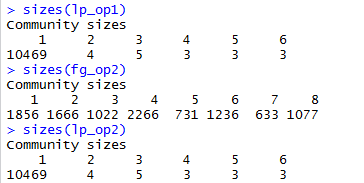 > sizes(lp_op1)
Community sizes
    1     2     3     4     5     6
10469     4     5     3     3     3
> sizes(fg_op2)
Community sizes
   1    2    3    4    5    6    7    8
1856 1666 1022 2266  731 1236  633 1077
> sizes(lp_op2)
Community sizes
    1     2     3     4     5     6
10469     4     5     3     3     3